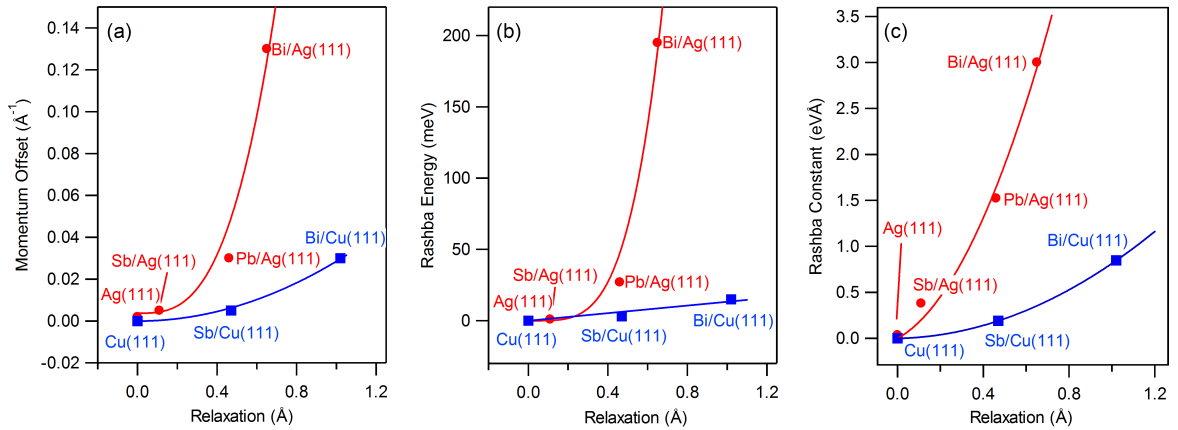 (a)
Momentum Offset (Å⁻¹)
0.14
0.12
0.10
0.08
0.06
0.04
0.02
0.00
-0.02
Bi/Ag(111)
Bi/Cu(111)
Sb/Ag(111)
Pb/Ag(111)
Ag(111)
Cu(111)
Sb/Cu(111)
0.0
0.4
0.8
1.2
Relaxation (Å)
(b)
Rashba Energy (meV)
200
150
100
50
0
Bi/Ag(111)
Sb/Ag(111)
Pb/Ag(111)
Ag(111)
Cu(111)
Sb/Cu(111)
Bi/Cu(111)
0.0
0.4
0.8
1.2
Relaxation (Å)
(c)
Rashba Constant (eVÅ)
3.5
3.0
2.5
2.0
1.5
1.0
0.5
0.0
Bi/Ag(111)
Pb/Ag(111)
Ag(111)
Bi/Cu(111)
Sb/Ag(111)
Cu(111)
Sb/Cu(111)
0.0
0.4
0.8
1.2
Relaxation (Å)